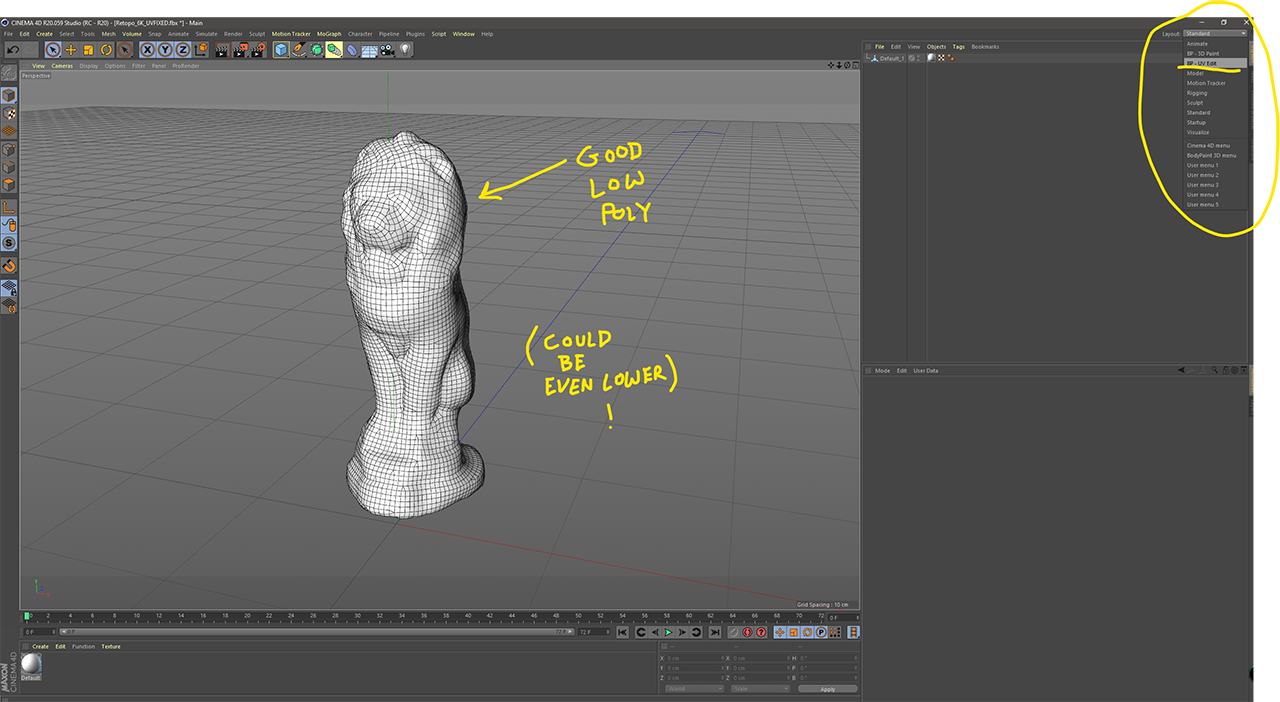 CINEMA 4D R20.059 Studio (RC - R20) - [Retopo_6K_UVFIXED.fbx *] - Main
File Edit Create Select Tools Mesh Volume Snap Animate Simulate Render Sculpt Motion Tracker MoGraph Character Pipeline Plugins Script Window Help
Layout: Standard
Animate
BP - 3D Paint
BP - UV Edit
Model
Motion Tracker
Rigging
Sculpt
Standard
Startup
Visualize
Cinema 4D menu
BodyPaint 3D menu
User menu 1
User menu 2
User menu 3
User menu 4
User menu 5
X Y Z
File Edit View Objects Tags Bookmarks
Default_1
View Cameras Display Options Filter Panel ProRender
Perspective
GOOD
LOW
POLY
(COULD
BE
EVEN LOWER)
!
S
Mode Edit User Data
Y
Grid Spacing : 10 cm
0 2 4 6 8 10 12 14 16 18 20 22 24 26 28 30 32 34 36 38 40 42 44 46 48 50 52 54 56 58 60 62 64 66 68 70 72 0 F
0 F 72 F 72 F
P
Create Edit Function Texture
Default
X 0 cm X 0 cm H 0 °
Y 0 cm Y 0 cm P 0 °
Z 0 cm Z 0 cm B 0 °
World Scale Apply
MAXON
CINEMA 4D